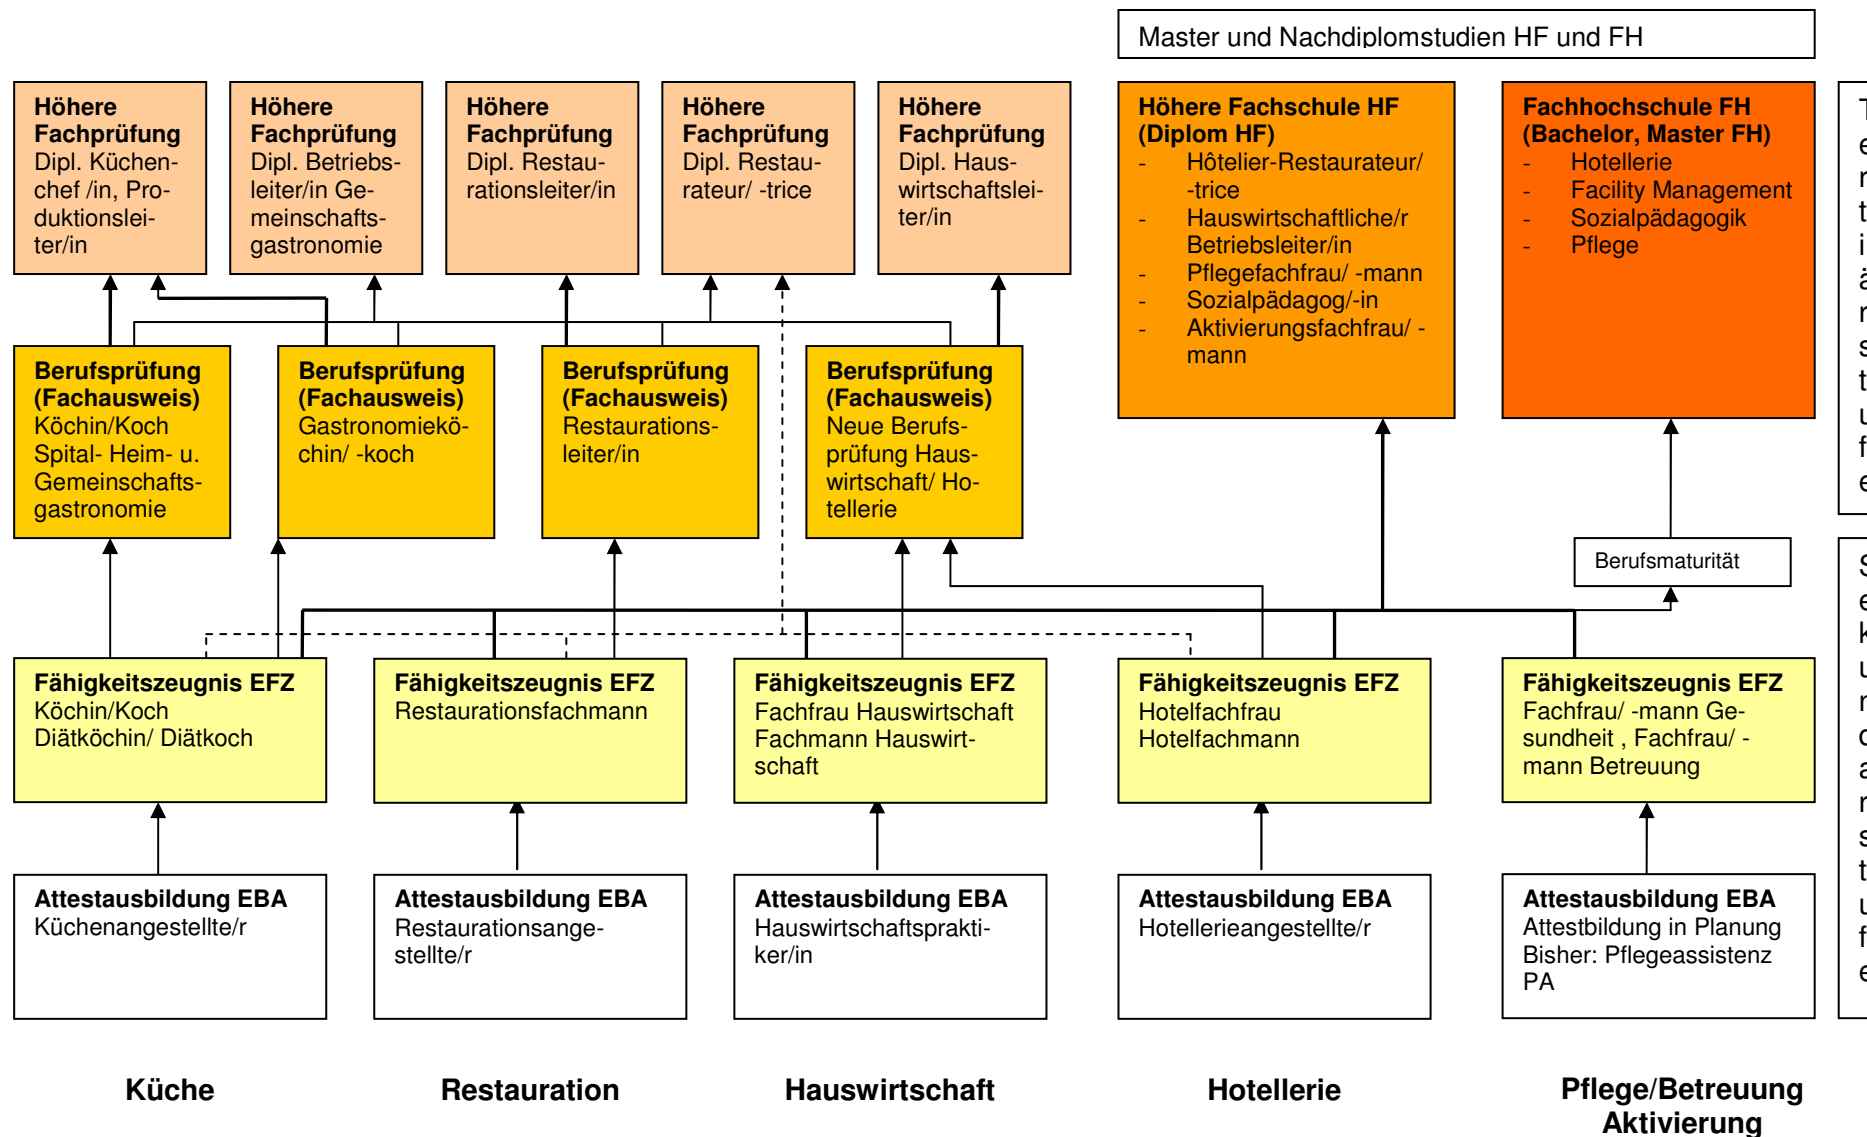 Master und Nachdiplomstudien HF und FH
Höhere
Fachprüfung
Dipl. Küchen-
chef /in, Pro-
duktionslei-
ter/in
Höhere
Fachprüfung
Dipl. Betriebs-
leiter/in Ge-
meinschafts-
gastronomie
Höhere
Fachprüfung
Dipl. Restau-
rationsleiter/in
Höhere
Fachprüfung
Dipl. Restau-
rateur/ -trice
Höhere
Fachprüfung
Dipl. Haus-
wirtschaftslei-
ter/in
Höhere Fachschule HF
(Diplom HF)
- Hôtelier-Restaurateur/
-trice
- Hauswirtschaftliche/r
Betriebsleiter/in
- Pflegefachfrau/ -mann
- Sozialpädagog/-in
- Aktivierungsfachfrau/ -
mann
Fachhochschule FH
(Bachelor, Master FH)
- Hotellerie
- Facility Management
- Sozialpädagogik
- Pflege
T
e
r
t
i
ä
r
s
t
u
f
e
Berufsprüfung
(Fachausweis)
Köchin/Koch
Spital- Heim- u.
Gemeinschafts-
gastronomie
Berufsprüfung
(Fachausweis)
Gastronomiekö-
chin/ -koch
Berufsprüfung
(Fachausweis)
Restaurations-
leiter/in
Berufsprüfung
(Fachausweis)
Neue Berufs-
prüfung Haus-
wirtschaft/ Ho-
tellerie
Berufsmaturität
Fähigkeitszeugnis EFZ
Köchin/Koch
Diätköchin/ Diätkoch
Fähigkeitszeugnis EFZ
Restaurationsfachmann
Fähigkeitszeugnis EFZ
Fachfrau Hauswirtschaft
Fachmann Hauswirt-
schaft
Fähigkeitszeugnis EFZ
Hotelfachfrau
Hotelfachmann
Fähigkeitszeugnis EFZ
Fachfrau/ -mann Ge-
sundheit , Fachfrau/ -
mann Betreuung
S
e
k
u
n
d
a
r
s
t
u
f
e
Attestausbildung EBA
Küchenangestellte/r
Attestausbildung EBA
Restaurationsange-
stellte/r
Attestausbildung EBA
Hauswirtschaftsprakti-
ker/in
Attestausbildung EBA
Hotellerieangestellte/r
Attestausbildung EBA
Attestbildung in Planung
Bisher: Pflegeassistenz
PA
Küche
Restauration
Hauswirtschaft
Hotellerie
Pflege/Betreuung
Aktivierung